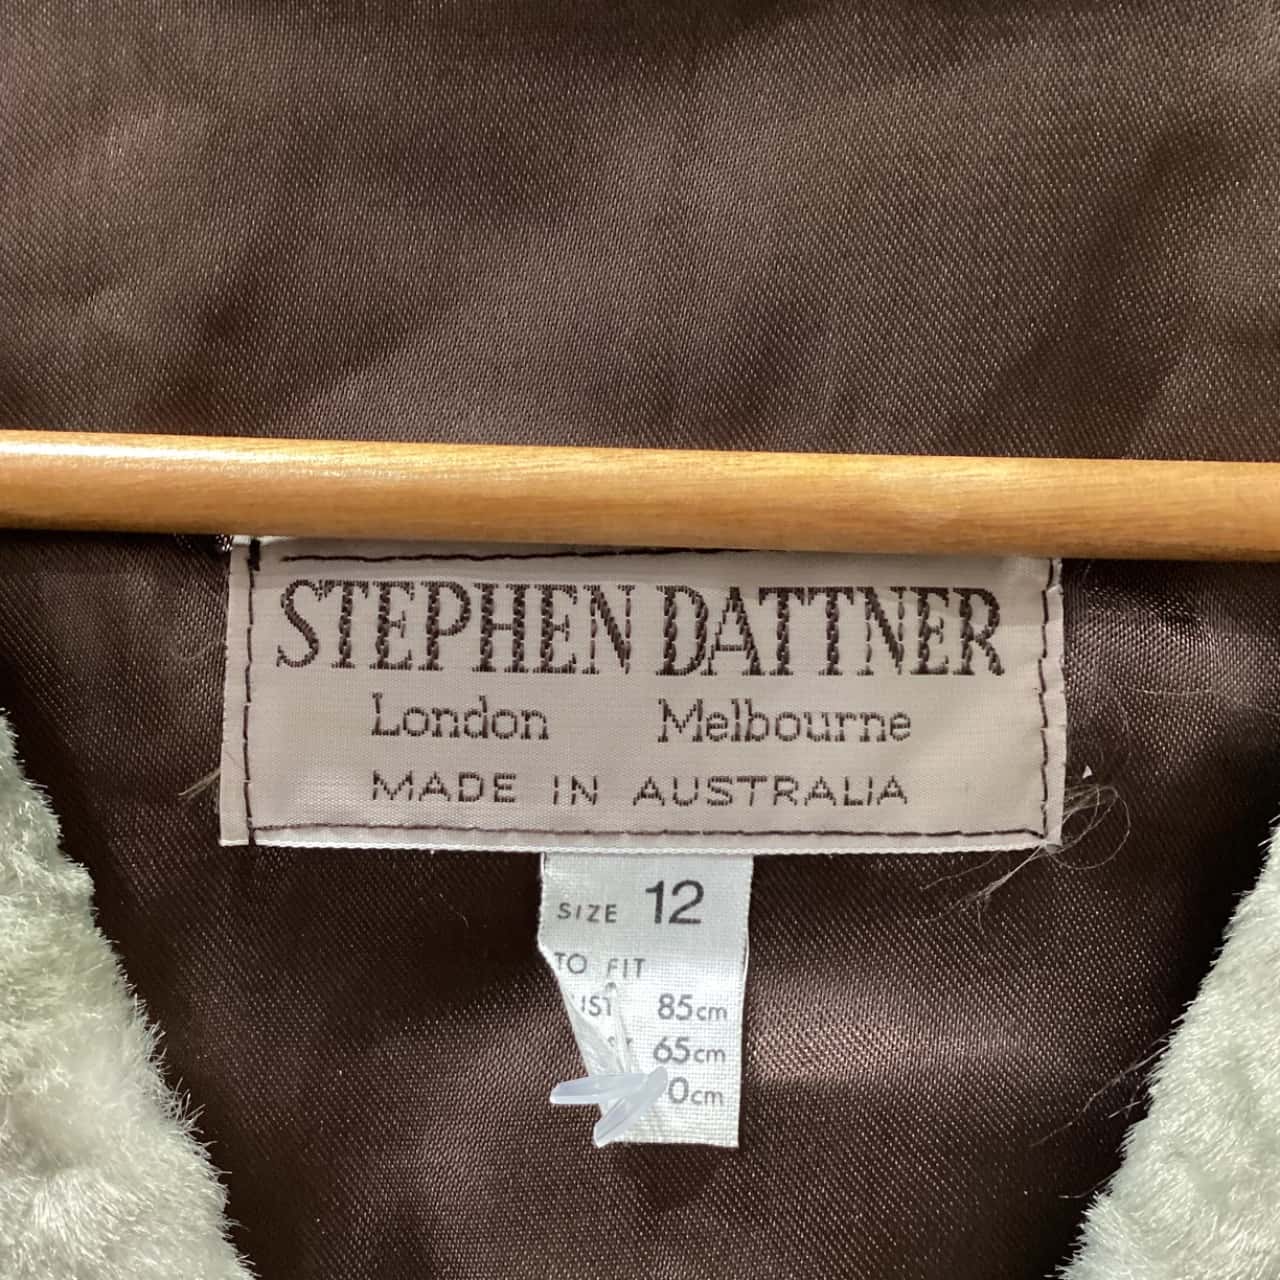 STEPHEN DATTNER
London Melbourne
MADE IN AUSTRALIA
SIZE 12
TO FIT
85cm
65cm